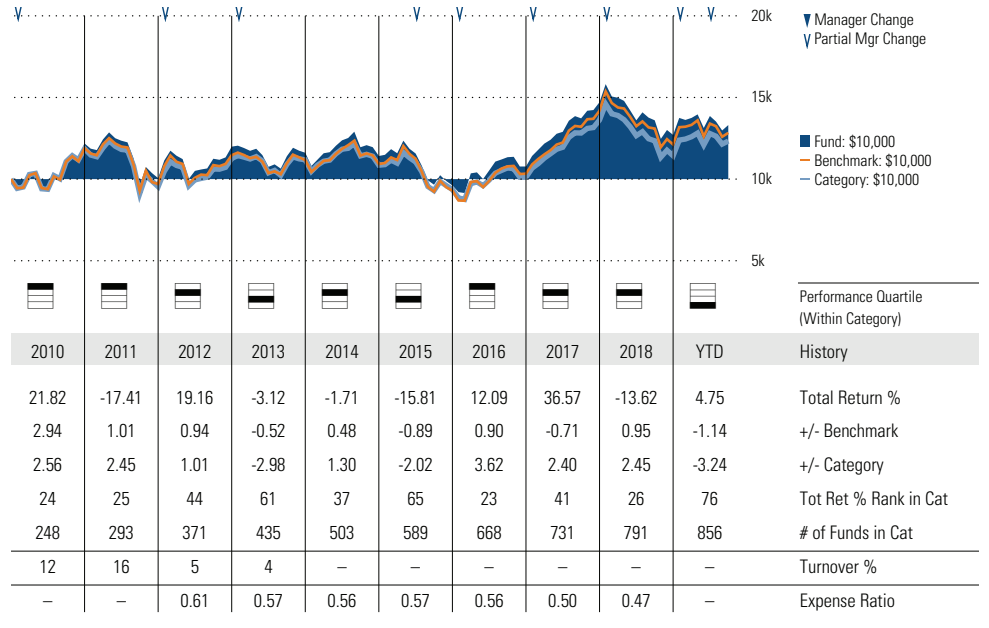 20k
15k
10k
5k
Manager Change
Partial Mgr Change
Fund: $10,000
Benchmark: $10,000
Category: $10,000
Performance Quartile
(Within Category)
2010 2011 2012 2013 2014 2015 2016 2017 2018 YTD History
21.82 -17.41 19.16 -3.12 -1.71 -15.81 12.09 36.57 -13.62 4.75 Total Return %
2.94 1.01 0.94 -0.52 0.48 -0.89 0.90 -0.71 0.95 -1.14 +/- Benchmark
2.56 2.45 1.01 -2.98 1.30 -2.02 3.62 2.40 2.45 -3.24 +/- Category
24 25 44 61 37 65 23 41 26 76 Tot Ret % Rank in Cat
248 293 371 435 503 589 668 731 791 856 # of Funds in Cat
12 16 5 4 – – – – – – Turnover %
– – 0.61 0.57 0.56 0.57 0.56 0.50 0.47 – Expense Ratio